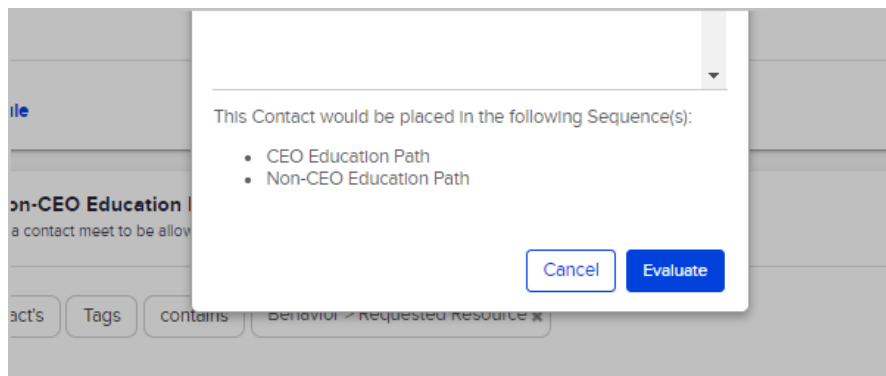 This Contact would be placed in the following Sequence(s):
CEO Education Path
Non-CEO Education Path
Cancel
Evaluate
on-CEO Education
a contact meet to be allow
act's
Tags
contains
Behavior > Requested Resource x